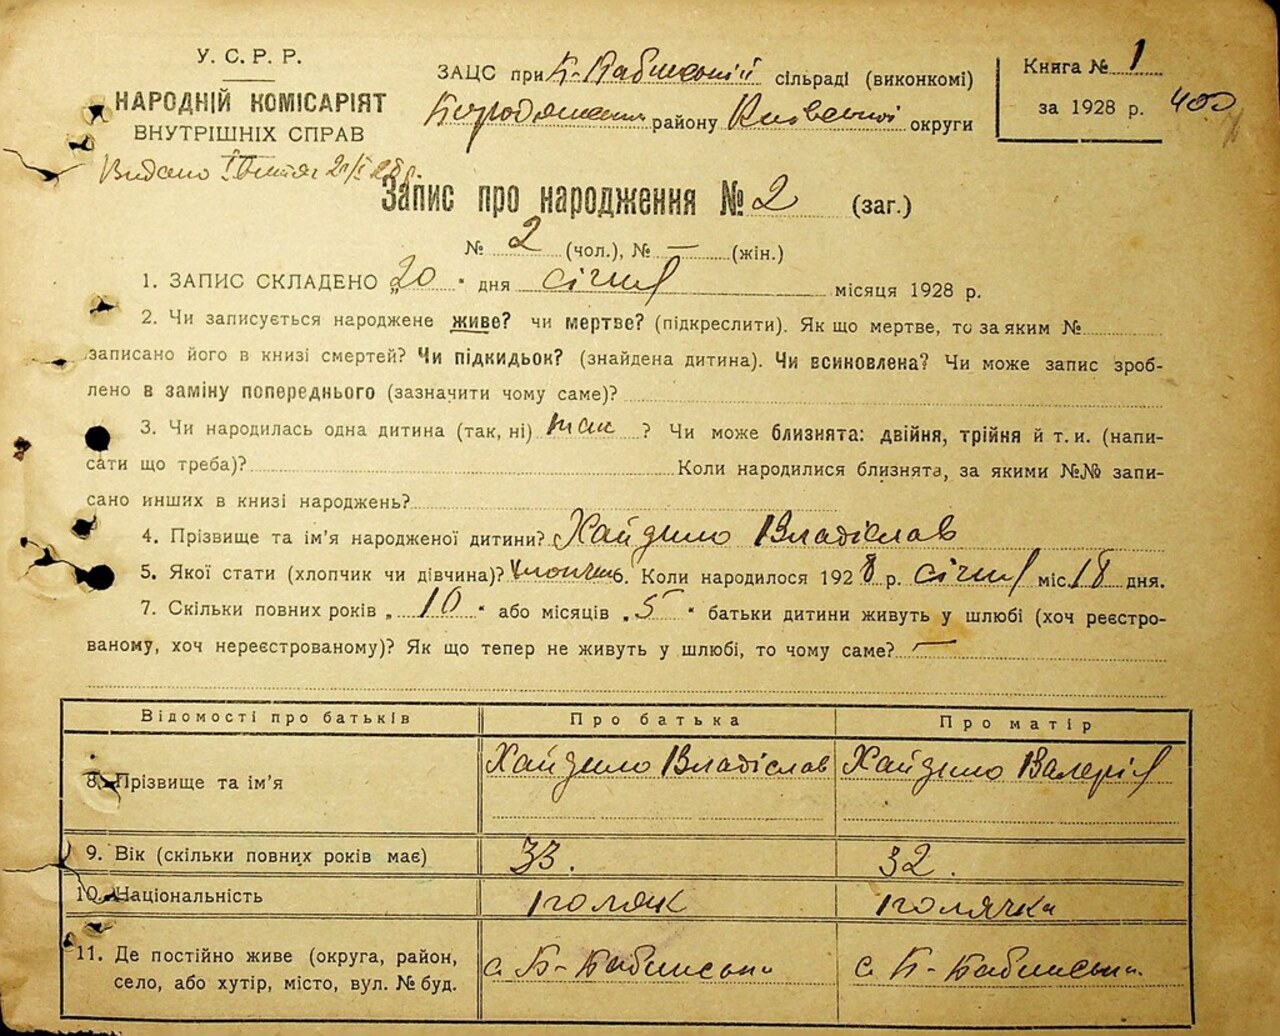 У. С. Р. Р.
НАРОДНІЙ КОМІСАРІЯТ
ВНУТРІШНІХ СПРАВ
Видано 21/I 28 р.
ЗАЦС при сільраді (виконкомі)
району Київської округи
Книга № 1
за 1928 р. 400
Запис про народження № 2 (заг.)
№ 2 (чол.), № — (жін.)
1. ЗАПИС СКЛАДЕНО „20 " дня січня місяця 1928 р.
2. Чи записується народжене живе? чи мертве? (підкреслити). Як що мертве, то за яким №
записано його в книзі смертей? Чи підкидьок? (знайдена дитина). Чи всиновлена? Чи може запис зроб-
лено в заміну попереднього (зазначити чому саме)?
3. Чи народилась одна дитина (так, ні) так ? Чи може близнята: двійня, трійня й т. и. (напи-
сати що треба)? Коли народилися близнята, за якими №№ запи-
сано инших в книзі народжень?
4. Прізвище та ім'я народженої дитини? Хайдило Владіслав
5. Якої стати (хлопчик чи дівчина)? хлопчик 6. Коли народилося 1928 р. січня міс. 18 дня.
7. Скільки повних років „ 10 " або місяців „ 5 " батьки дитини живуть у шлюбі (хоч реєстро-
ваному, хоч нереєстрованому)? Як що тепер не живуть у шлюбі, то чому саме? —
Відомості про батьків Про батька Про матір
8. Прізвище та ім'я Хайдило Владіслав Хайдило Валерія
9. Вік (скільки повних років має) 33. 32.
10. Національність поляк полячка
11. Де постійно живе (округа, район,
село, або хутір, місто, вул. № буд.
с. с.